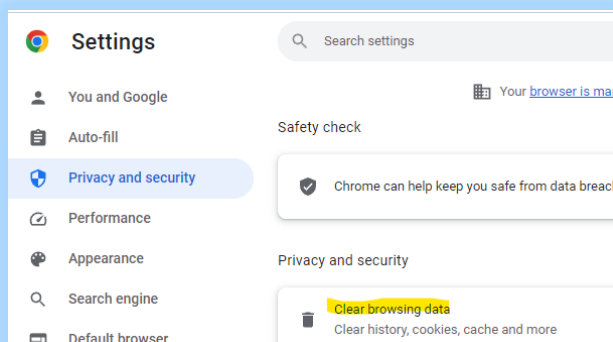 Settings
Search settings
You and Google
Auto-fill
Privacy and security
Performance
Appearance
Search engine
Default browser
Your browser is
Safety check
Chrome can help keep you safe from data
Privacy and security
Clear browsing data
Clear history, cookies, cache and more